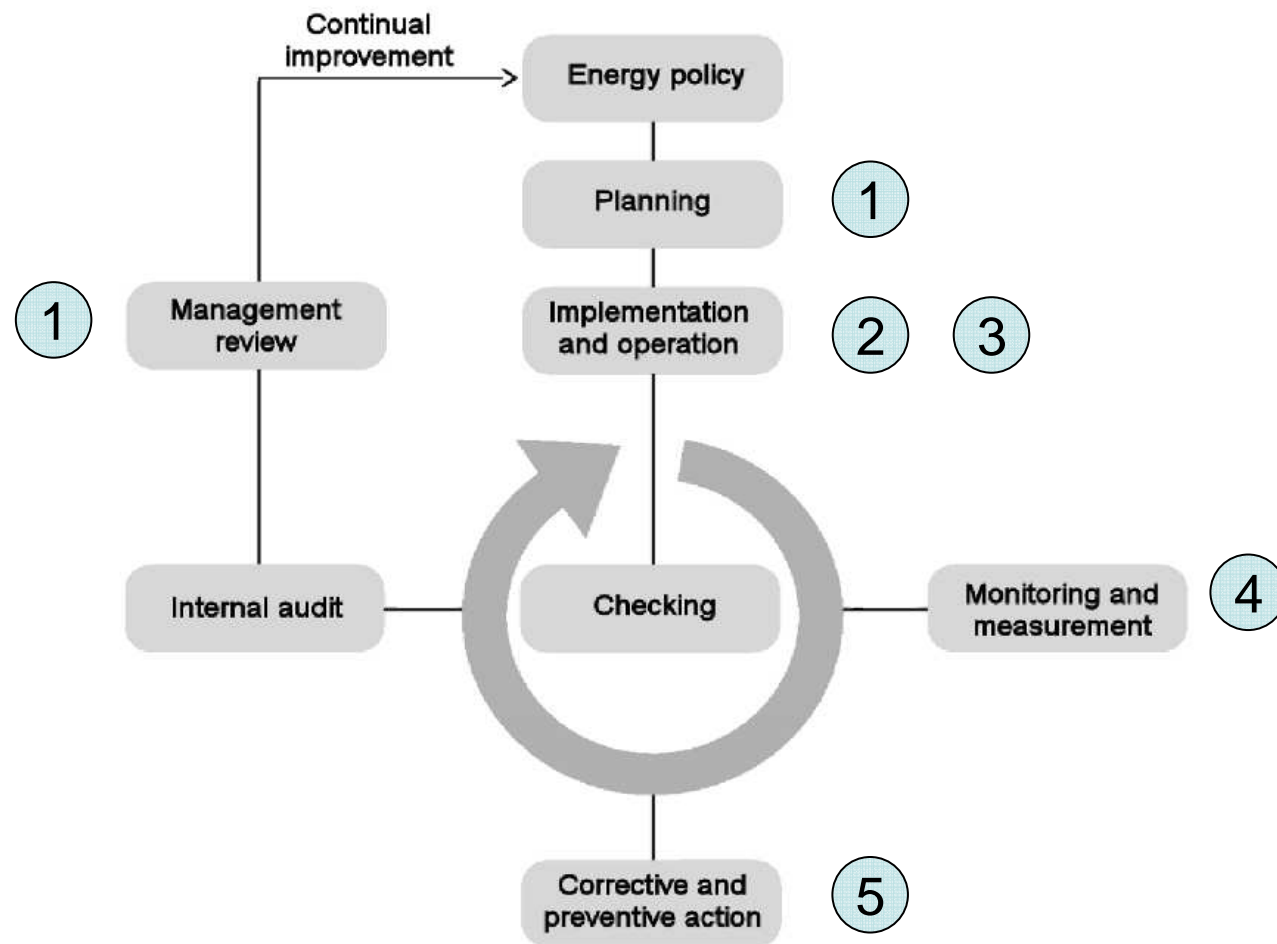 Continual
improvement
Energy policy
Planning
1
1
Management
review
Implementation
and operation
2
3
Internal audit
Checking
Monitoring and
measurement
4
Corrective and
preventive action
5